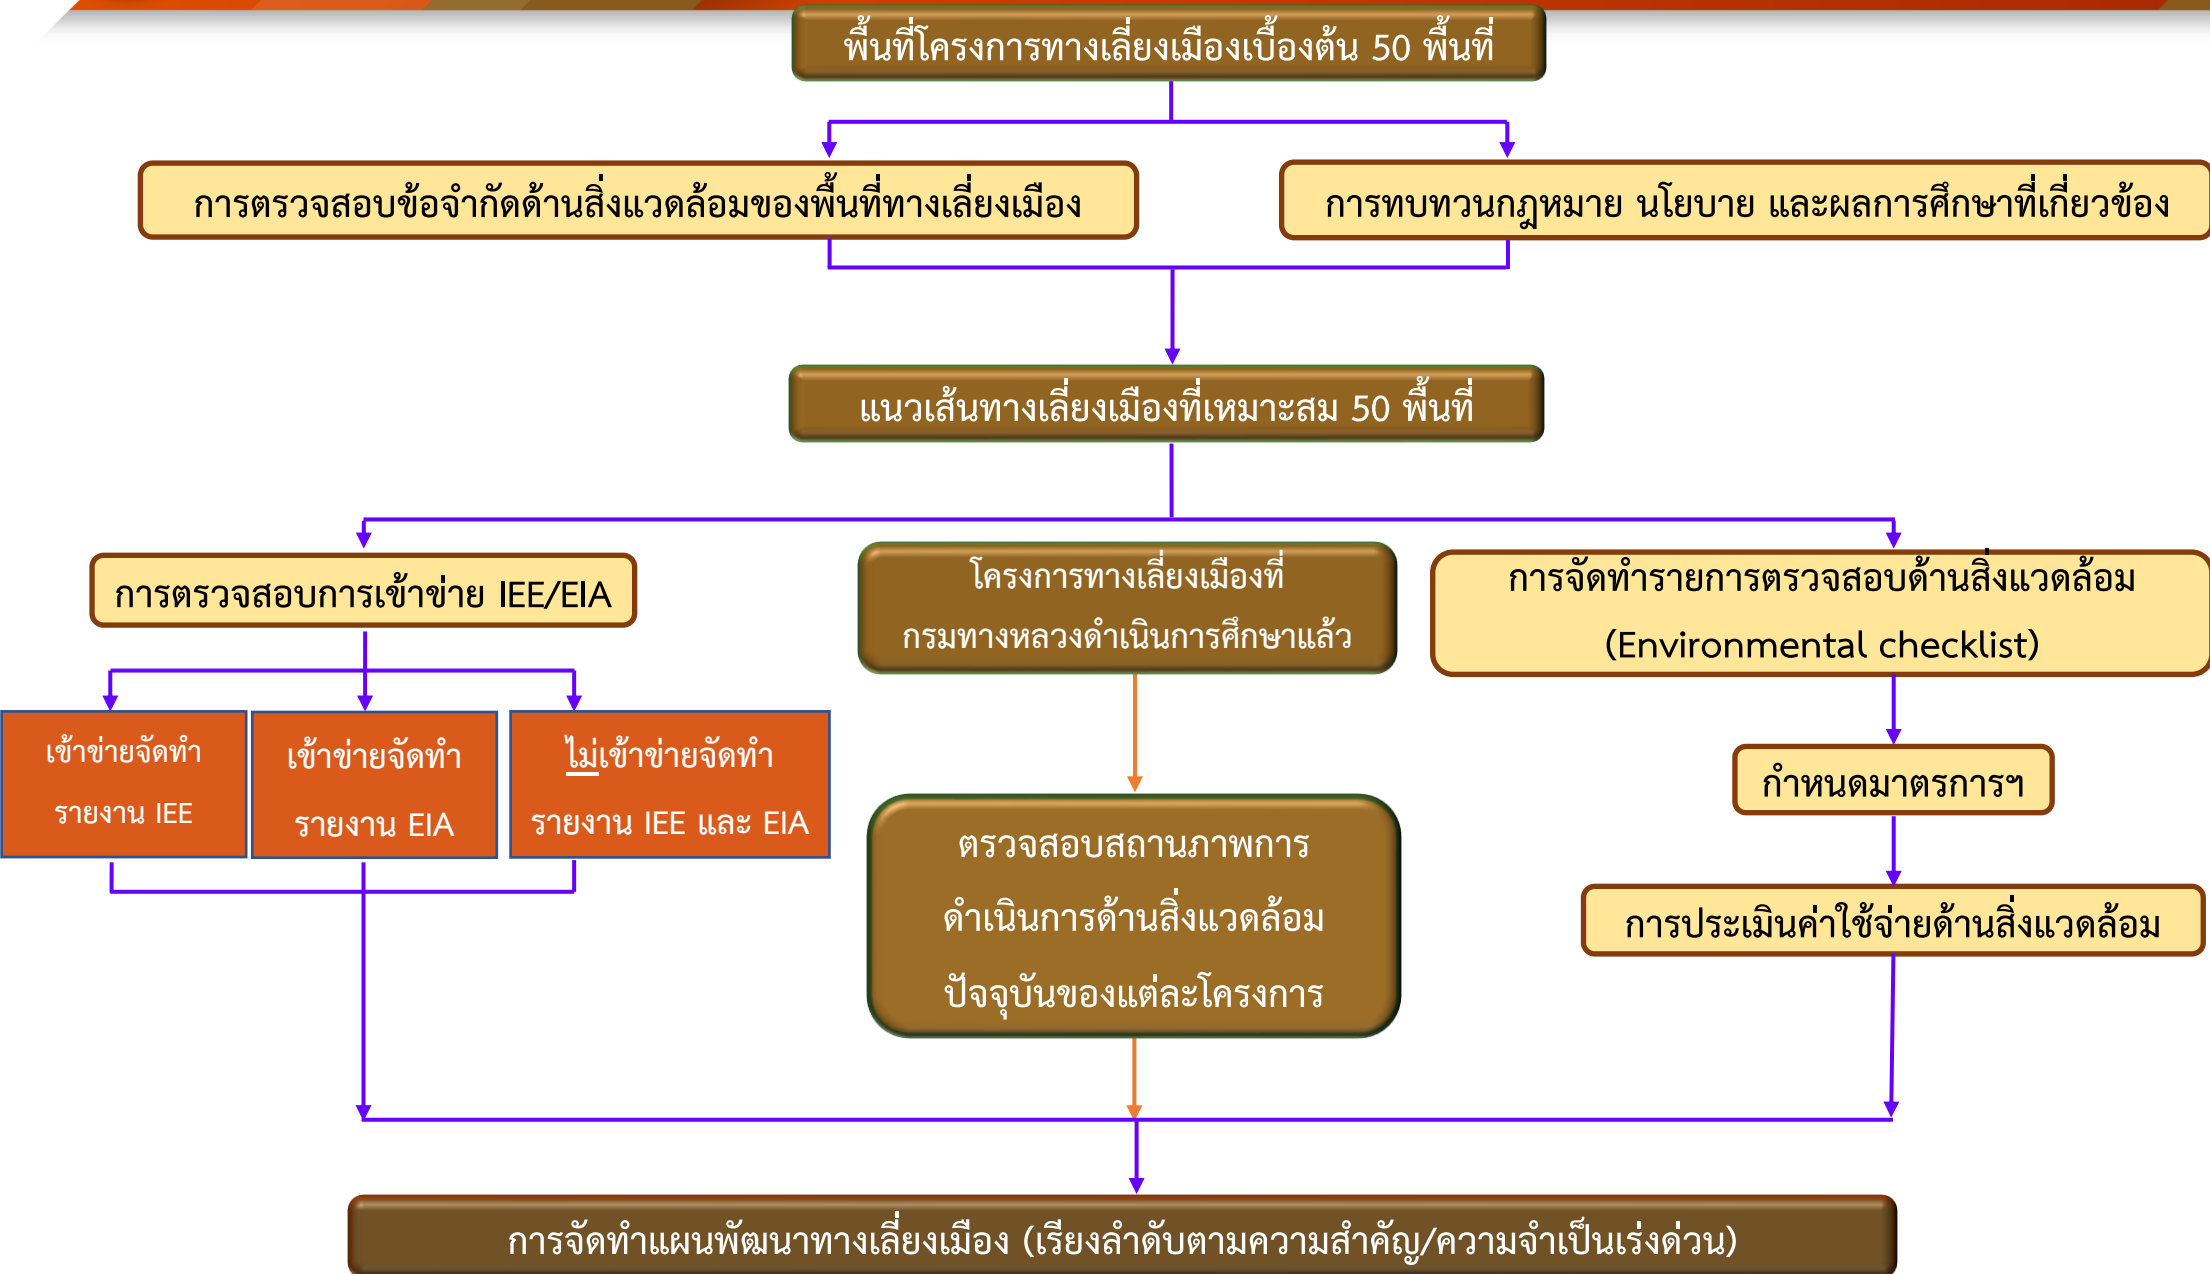 พื้นที่โครงการทางเลี่ยงเมืองเบื้องต้น 50 พื้นที่
การตรวจสอบข้อจำกัดด้านสิ่งแวดล้อมของพื้นที่ทางเลี่ยงเมือง
การทบทวนกฎหมาย นโยบาย และผลการศึกษาที่เกี่ยวข้อง
แนวเส้นทางเลี่ยงเมืองที่เหมาะสม 50 พื้นที่
การตรวจสอบการเข้าข่าย IEE/EIA
เข้าข่ายจัดทำ
รายงาน IEE
เข้าข่ายจัดทำ
รายงาน EIA
ไม่เข้าข่ายจัดทำ
รายงาน IEE และ EIA
โครงการทางเลี่ยงเมืองที่
กรมทางหลวงดำเนินการศึกษาแล้ว
ตรวจสอบสถานภาพการ
ดำเนินการด้านสิ่งแวดล้อม
ปัจจุบันของแต่ละโครงการ
การจัดทำรายการตรวจสอบด้านสิ่งแวดล้อม
(Environmental checklist)
กำหนดมาตรการฯ
การประเมินค่าใช้จ่ายด้านสิ่งแวดล้อม
การจัดทำแผนพัฒนาทางเลี่ยงเมือง (เรียงลำดับตามความสำคัญ/ความจำเป็นเร่งด่วน)